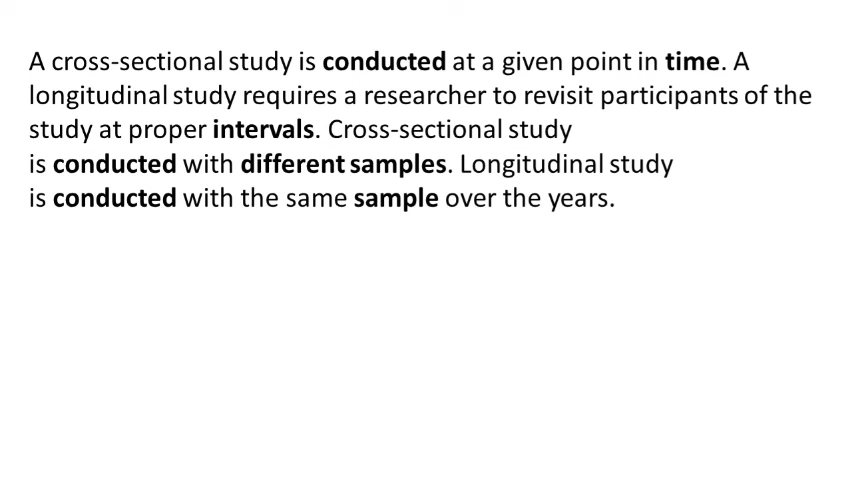 A cross-sectional study is conducted at a given point in time. A
longitudinal study requires a researcher to revisit participants of the
study at proper intervals. Cross-sectional study
is conducted with different samples. Longitudinal study
is conducted with the same sample over the years.